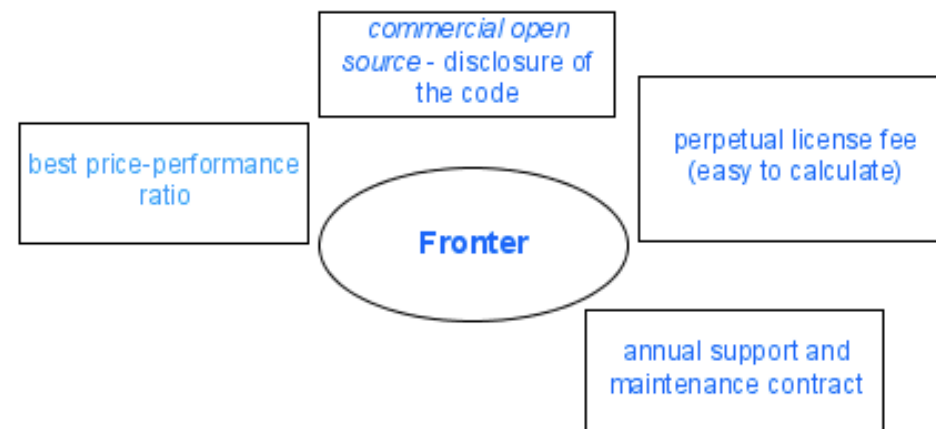 commercial open
source - disclosure of
the code
perpetual license fee
(easy to calculate)
best price-performance
ratio
Fronter
annual support and
maintenance contract